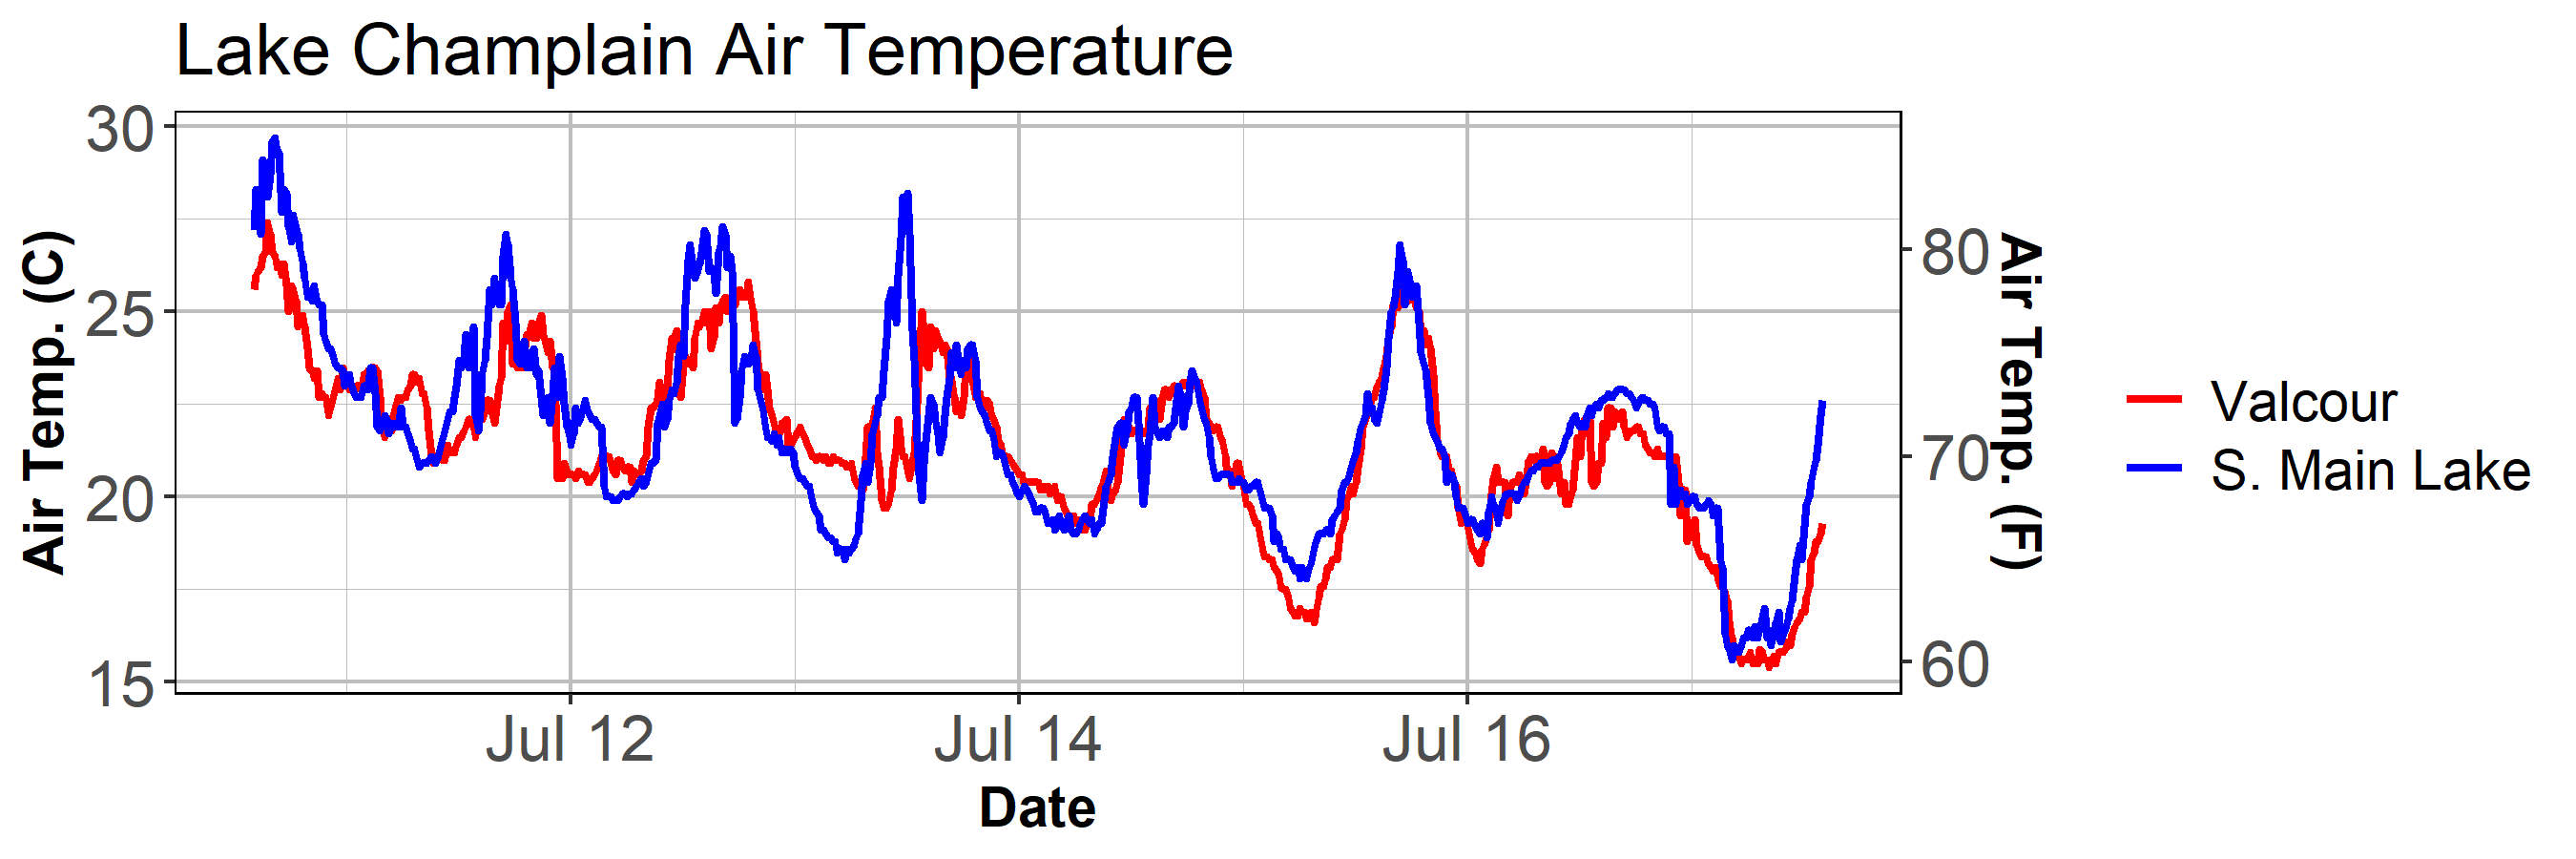 Lake Champlain Air Temperature
Air Temp. (C)
30
25
20
15
Jul 12
Jul 14
Jul 16
Date
80
70
60
Air Temp. (F)
Valcour
S. Main Lake